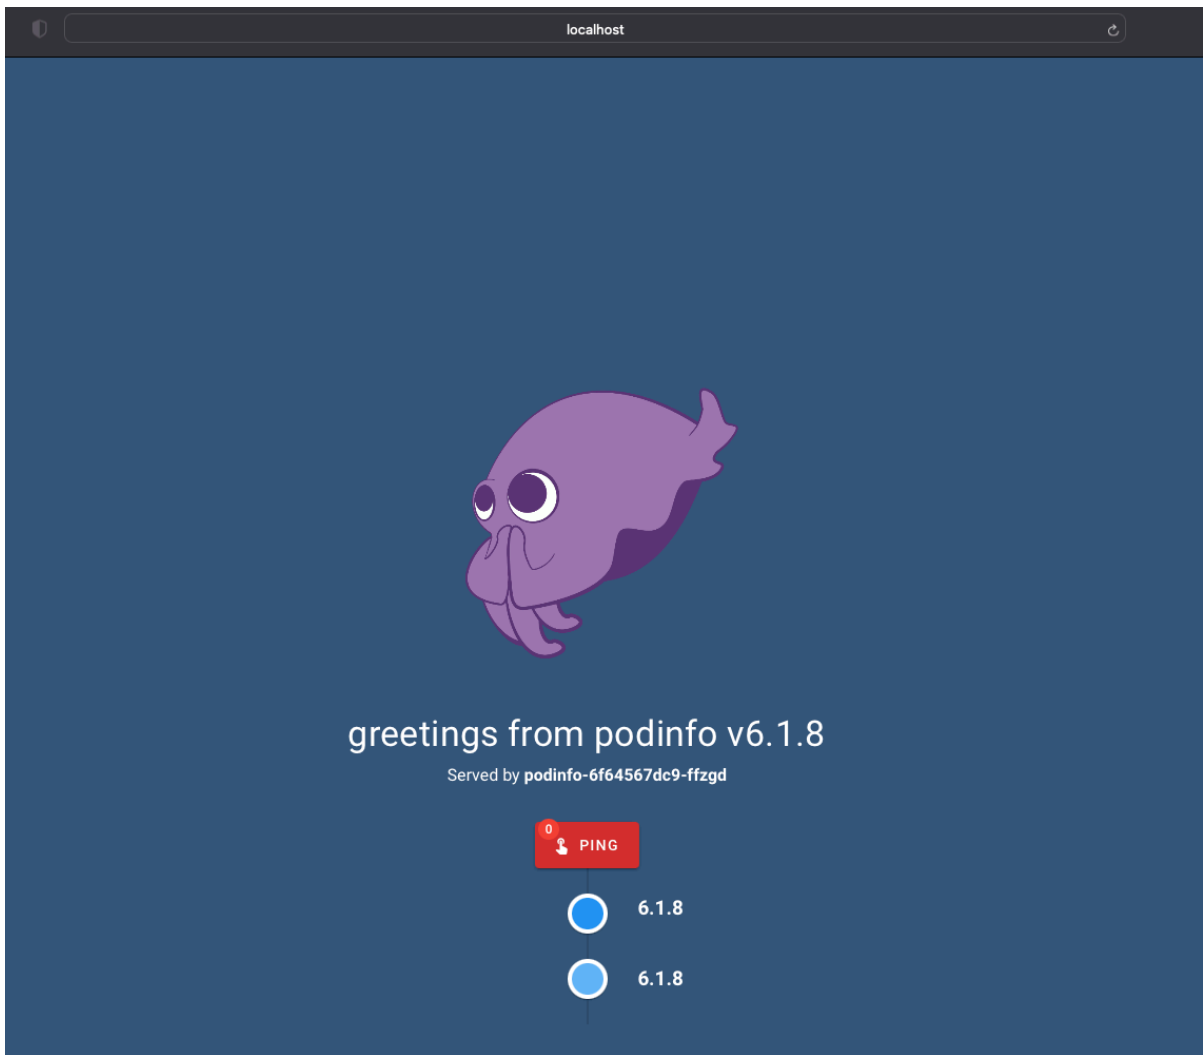 localhost
greetings from podinfo v6.1.8
Served by podinfo-6f64567dc9-ffzgd
0
PING
6.1.8
6.1.8